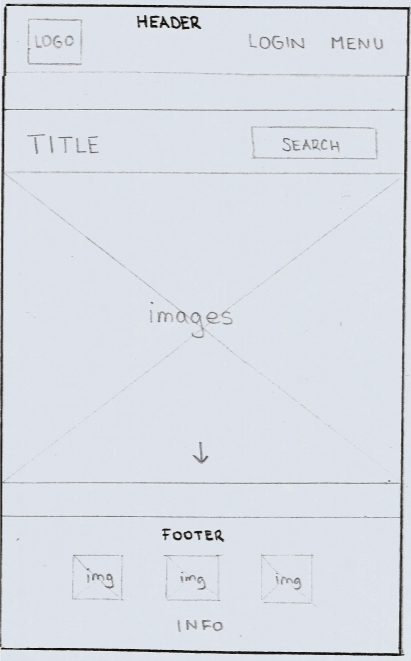 HEADER
LOGO LOGIN MENU
TITLE SEARCH
images
FOOTER
img img img
INFO